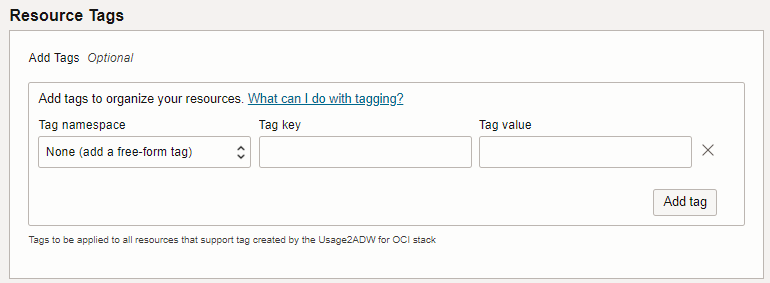 Resource Tags
Add Tags Optional
Add tags to organize your resources. What can I do with tagging?
Tag namespace Tag key Tag value
None (add a free-form tag)
Add tag
Tags to be applied to all resources that support tag created by the Usage2ADW for OCI stack